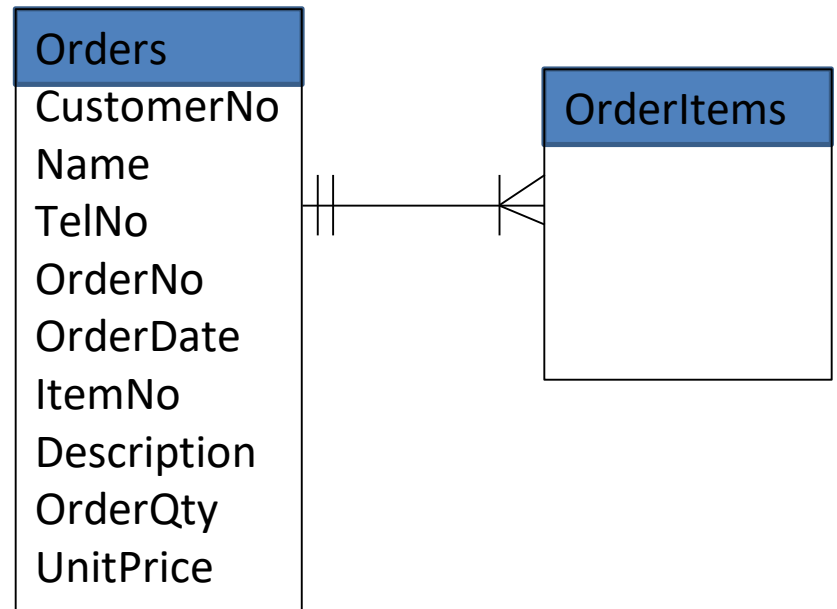 Orders
CustomerNo
Name
TelNo
OrderNo
OrderDate
ItemNo
Description
OrderQty
UnitPrice
OrderItems